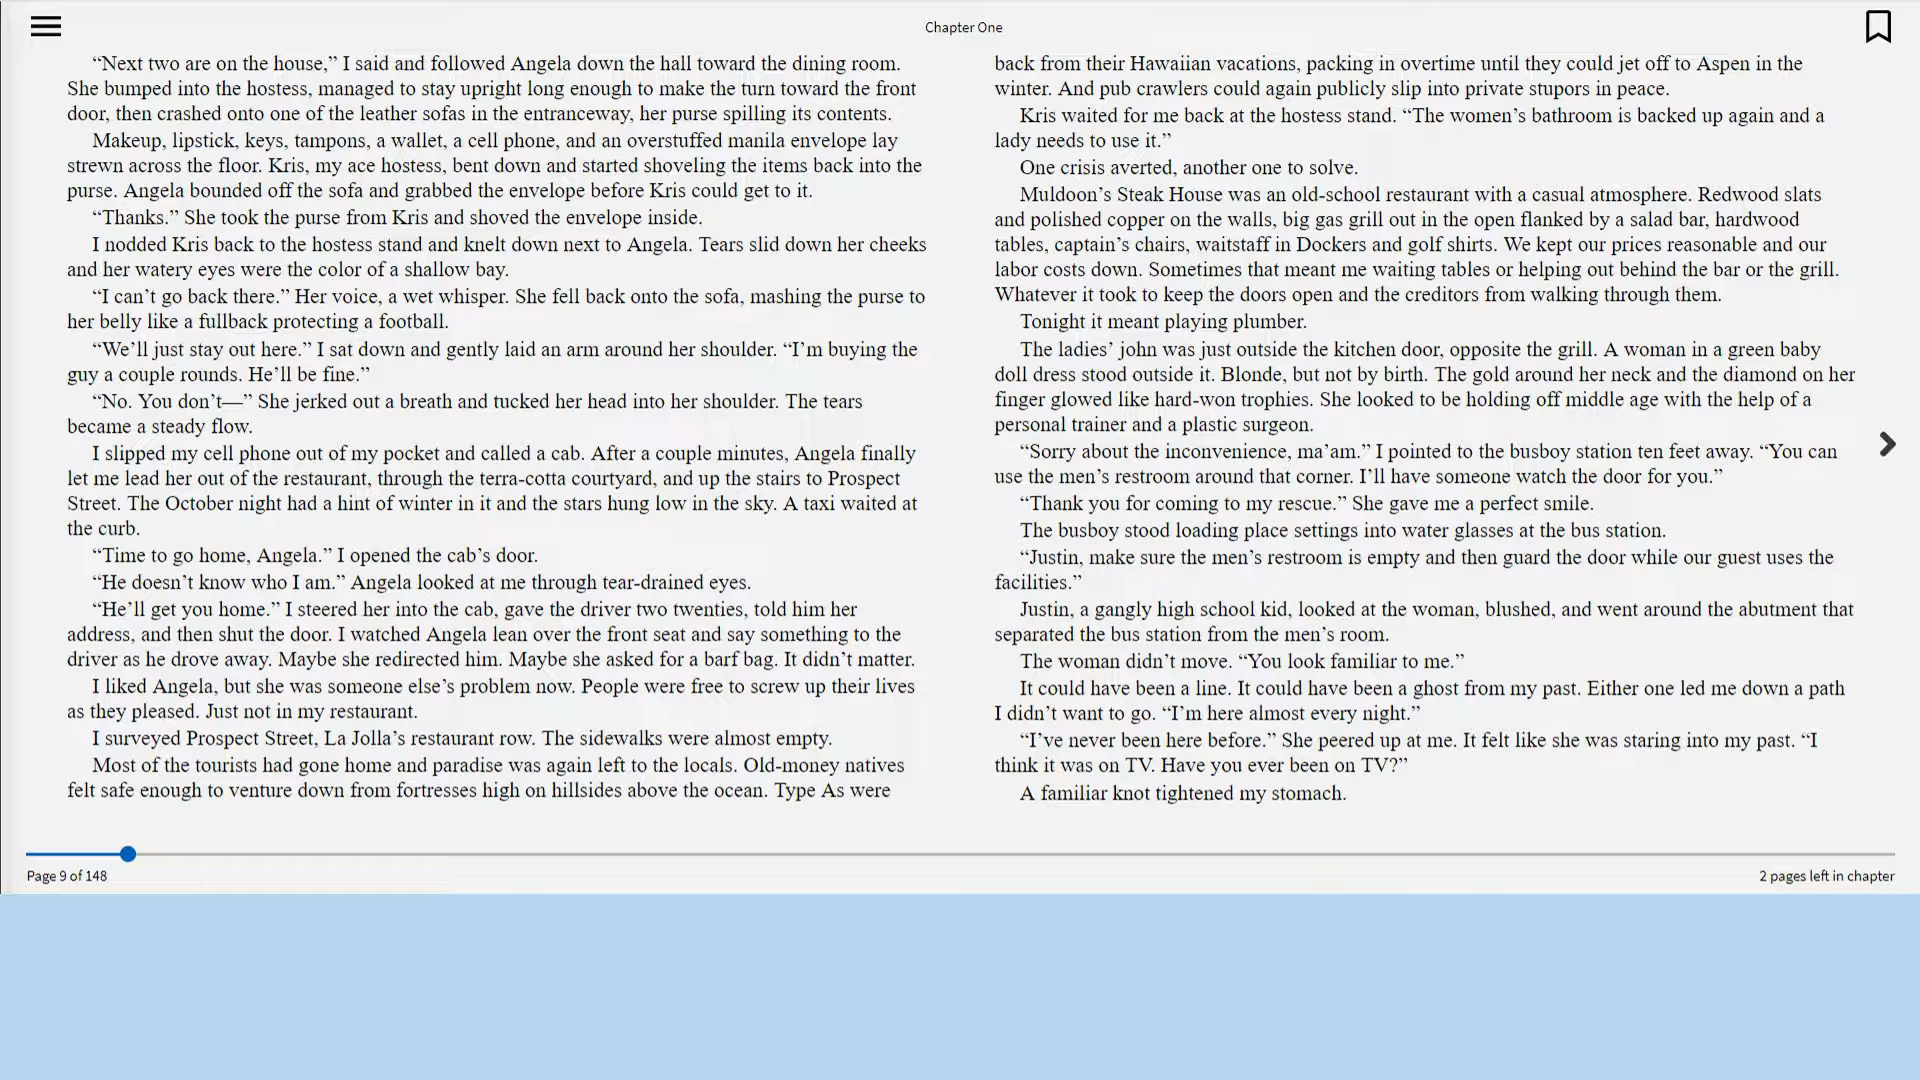 Chapter One
“Next two are on the house,” I said and followed Angela down the hall toward the dining room.
She bumped into the hostess, managed to stay upright long enough to make the turn toward the front
door, then crashed onto one of the leather sofas in the entranceway, her purse spilling its contents.
Makeup, lipstick, keys, tampons, a wallet, a cell phone, and an overstuffed manila envelope lay
strewn across the floor. Kris, my ace hostess, bent down and started shoveling the items back into the
purse. Angela bounded off the sofa and grabbed the envelope before Kris could get to it.
“Thanks.” She took the purse from Kris and shoved the envelope inside.
I nodded Kris back to the hostess stand and knelt down next to Angela. Tears slid down her cheeks
and her watery eyes were the color of a shallow bay.
“I can’t go back there.” Her voice, a wet whisper. She fell back onto the sofa, mashing the purse to
her belly like a fullback protecting a football.
“We’ll just stay out here.” I sat down and gently laid an arm around her shoulder. “I’m buying the
guy a couple rounds. He’ll be fine.”
“No. You don’t—” She jerked out a breath and tucked her head into her shoulder. The tears
became a steady flow.
I slipped my cell phone out of my pocket and called a cab. After a couple minutes, Angela finally
let me lead her out of the restaurant, through the terra-cotta courtyard, and up the stairs to Prospect
Street. The October night had a hint of winter in it and the stars hung low in the sky. A taxi waited at
the curb.
“Time to go home, Angela.” I opened the cab’s door.
“He doesn’t know who I am.” Angela looked at me through tear-drained eyes.
“He’ll get you home.” I steered her into the cab, gave the driver two twenties, told him her
address, and then shut the door. I watched Angela lean over the front seat and say something to the
driver as he drove away. Maybe she redirected him. Maybe she asked for a barf bag. It didn’t matter.
I liked Angela, but she was someone else’s problem now. People were free to screw up their lives
as they pleased. Just not in my restaurant.
I surveyed Prospect Street, La Jolla’s restaurant row. The sidewalks were almost empty.
Most of the tourists had gone home and paradise was again left to the locals. Old-money natives
felt safe enough to venture down from fortresses high on hillsides above the ocean. Type As were
back from their Hawaiian vacations, packing in overtime until they could jet off to Aspen in the
winter. And pub crawlers could again publicly slip into private stupors in peace.
Kris waited for me back at the hostess stand. “The women’s bathroom is backed up again and a
lady needs to use it.”
One crisis averted, another one to solve.
Muldoon’s Steak House was an old-school restaurant with a casual atmosphere. Redwood slats
and polished copper on the walls, big gas grill out in the open flanked by a salad bar, hardwood
tables, captain’s chairs, waitstaff in Dockers and golf shirts. We kept our prices reasonable and our
labor costs down. Sometimes that meant me waiting tables or helping out behind the bar or the grill.
Whatever it took to keep the doors open and the creditors from walking through them.
Tonight it meant playing plumber.
The ladies’ john was just outside the kitchen door, opposite the grill. A woman in a green baby
doll dress stood outside it. Blonde, but not by birth. The gold around her neck and the diamond on her
finger glowed like hard-won trophies. She looked to be holding off middle age with the help of a
personal trainer and a plastic surgeon.
“Sorry about the inconvenience, ma’am.” I pointed to the busboy station ten feet away. “You can
use the men’s restroom around that corner. I’ll have someone watch the door for you.”
“Thank you for coming to my rescue.” She gave me a perfect smile.
The busboy stood loading place settings into water glasses at the bus station.
“Justin, make sure the men’s restroom is empty and then guard the door while our guest uses the
facilities.”
Justin, a gangly high school kid, looked at the woman, blushed, and went around the abutment that
separated the bus station from the men’s room.
The woman didn’t move. “You look familiar to me.”
It could have been a line. It could have been a ghost from my past. Either one led me down a path
I didn’t want to go. “I’m here almost every night.”
“I’ve never been here before.” She peered up at me. It felt like she was staring into my past. “I
think it was on TV. Have you ever been on TV?”
A familiar knot tightened my stomach.
Page 9 of 148
2 pages left in chapter